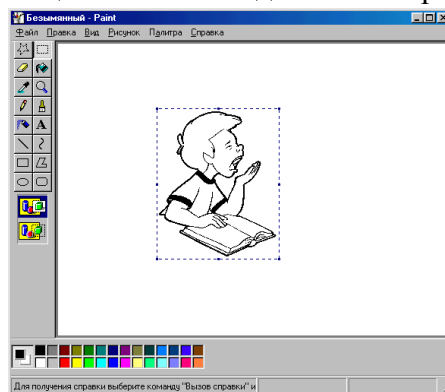 Безымянный - Paint
Файл Правка Вид Рисунок Палитра Справка
A
Для получения справки выберите команду "Вызов справки" и